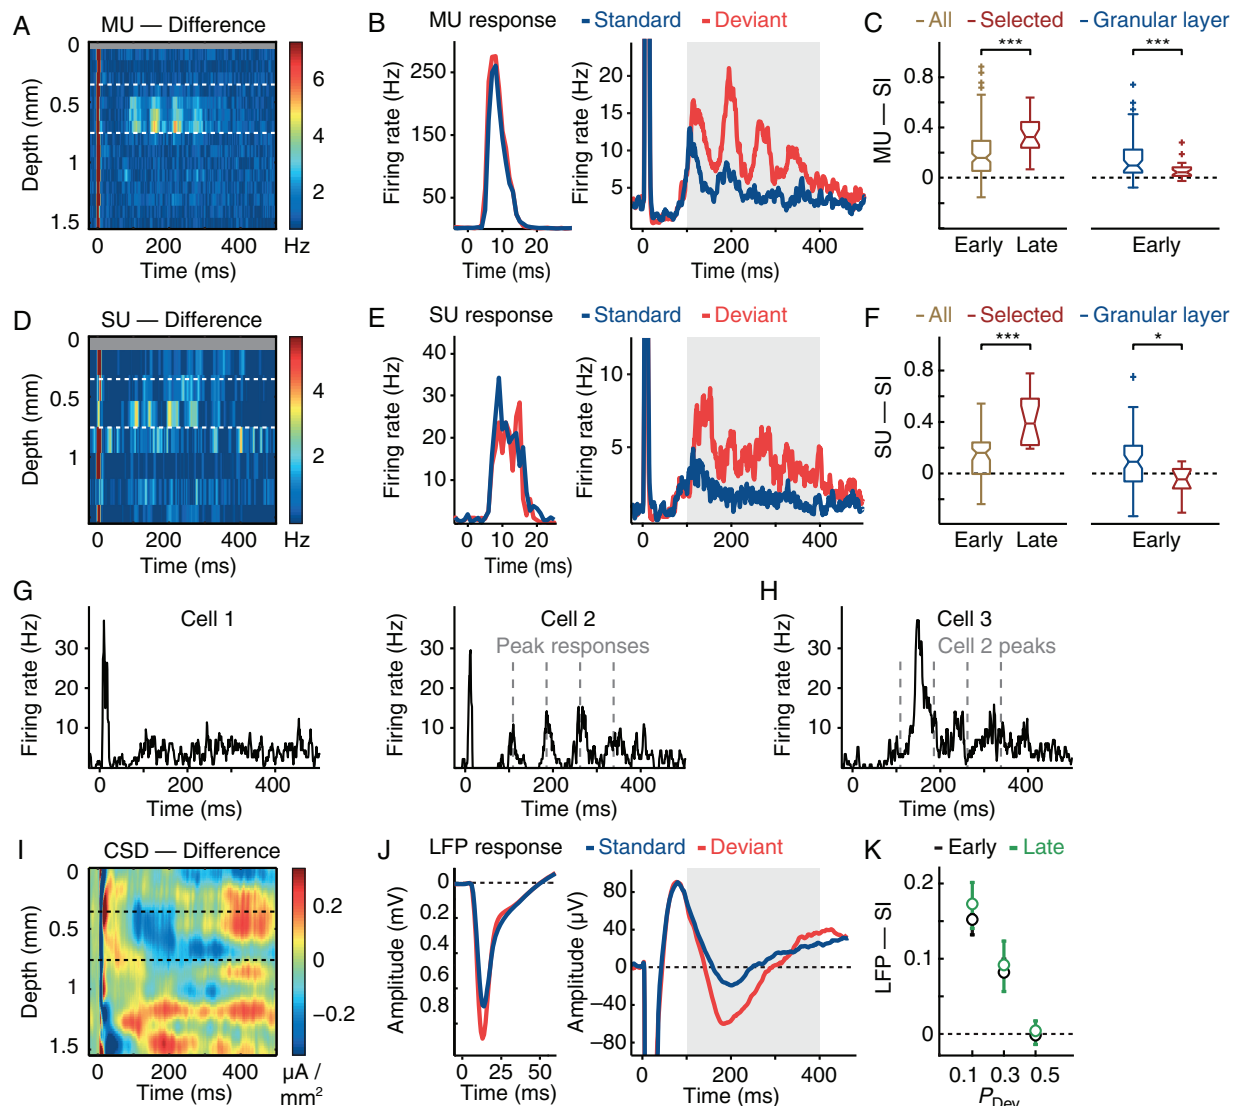 A
MU — Difference
0
0.5
1
1.5
Depth (mm)
0 200 400
Time (ms)
6
4
2
Hz
B
MU response
Standard
Deviant
250
150
50
Firing rate (Hz)
0 10 20
Time (ms)
20
15
10
5
Firing rate (Hz)
0 200 400
Time (ms)
C
All
Selected
Granular layer
***
***
0.8
0.4
0
MU — SI
Early Late
Early
D
SU — Difference
0
0.5
1
Depth (mm)
0 200 400
Time (ms)
4
2
Hz
E
SU response
Standard
Deviant
40
30
20
10
Firing rate (Hz)
0 10 20
Time (ms)
10
5
Firing rate (Hz)
0 200 400
Time (ms)
F
All
Selected
Granular layer
***
*
0.8
0.4
0
SU — SI
Early Late
Early
G
Cell 1
30
20
10
Firing rate (Hz)
0 200 400
Time (ms)
Cell 2
Peak responses
30
20
10
Firing rate (Hz)
0 200 400
Time (ms)
H
Cell 3
Cell 2 peaks
30
20
10
Firing rate (Hz)
0 200 400
Time (ms)
I
CSD — Difference
0
0.5
1
1.5
Depth (mm)
0 200 400
Time (ms)
0.2
0
−0.2
µA /
mm²
J
LFP response
Standard
Deviant
0
0.2
0.4
0.6
0.8
Amplitude (mV)
0 25 50
Time (ms)
80
40
0
−40
−80
Amplitude (µV)
0 200 400
Time (ms)
K
Early
Late
0.2
0.1
0
LFP — SI
0.1 0.3 0.5
P Dev